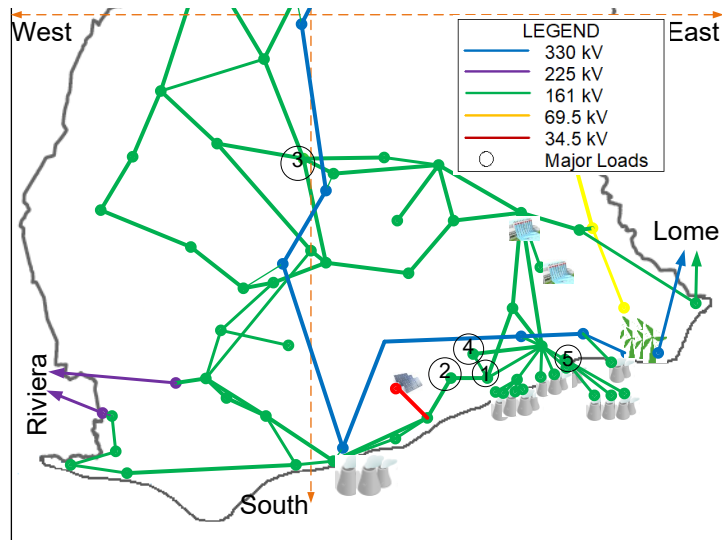 West
East
LEGEND
330 kV
225 kV
161 kV
69.5 kV
34.5 kV
Major Loads
3
Lome
4
2
1
5
Riviera
South